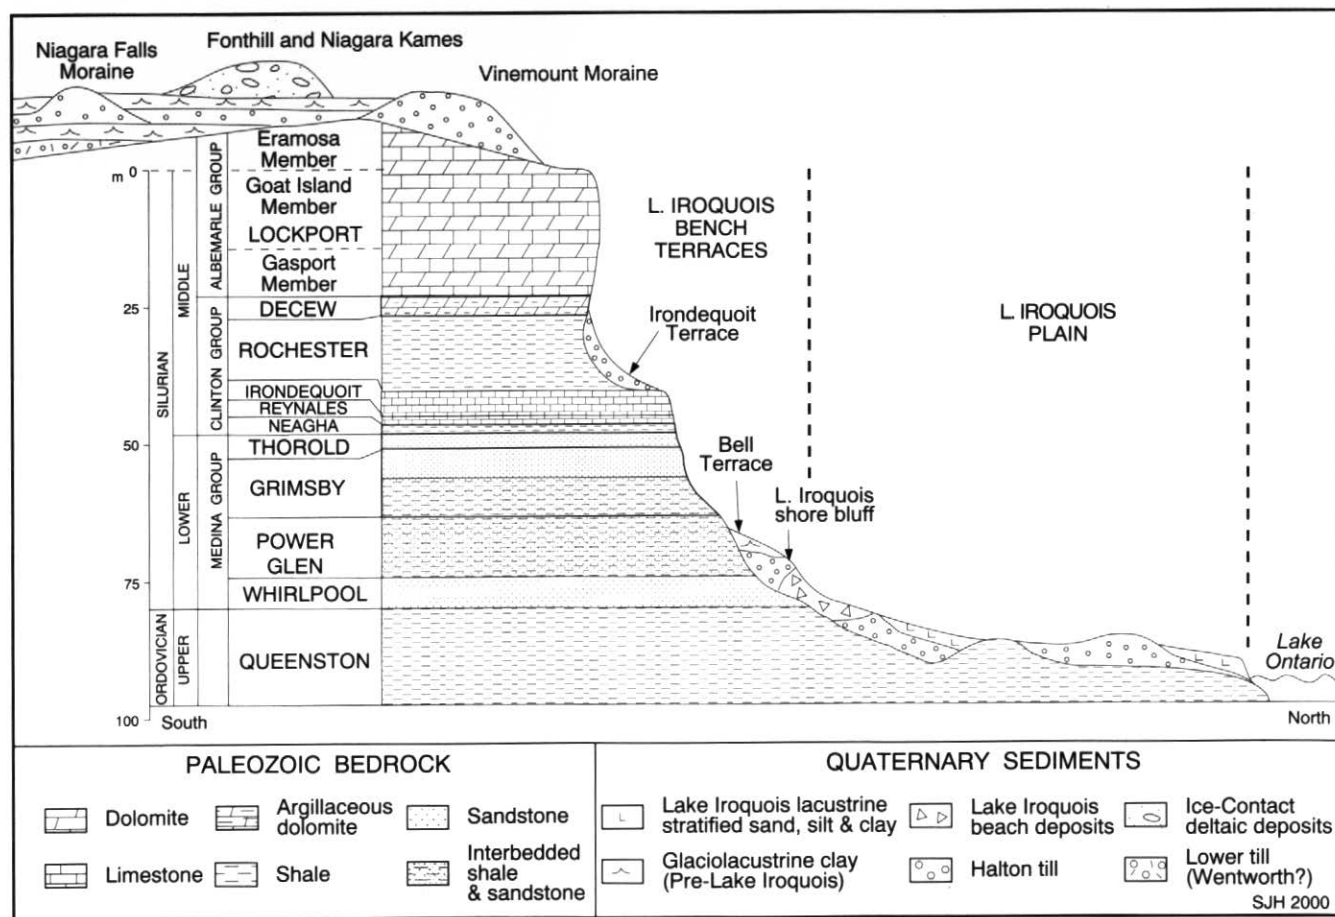 Niagara Falls
Moraine
Fonthill and Niagara Kames
Vinemount Moraine
m 0
25
50
75
100
SILURIAN
MIDDLE
LOWER
ORDOVICIAN
UPPER
ALBEMARLE GROUP
CLINTON GROUP
MEDINA GROUP
Eramosa
Member
Goat Island
Member
LOCKPORT
Gasport
Member
DECEW
ROCHESTER
IRONDEQUOIT
REYNALES
NEAGHA
THOROLD
GRIMSBY
POWER
GLEN
WHIRLPOOL
QUEENSTON
L. IROQUOIS
BENCH
TERRACES
Irondequoit
Terrace
L. IROQUOIS
PLAIN
Bell
Terrace
L. Iroquois
shore bluff
Lake
Ontario
South
North
PALEOZOIC BEDROCK
Dolomite
Argillaceous
dolomite
Sandstone
Limestone
Shale
Interbedded
shale
& sandstone
QUATERNARY SEDIMENTS
Lake Iroquois lacustrine
stratified sand, silt & clay
Lake Iroquois
beach deposits
Ice-Contact
deltaic deposits
Glaciolacustrine clay
(Pre-Lake Iroquois)
Halton till
Lower till
(Wentworth?)
SJH 2000